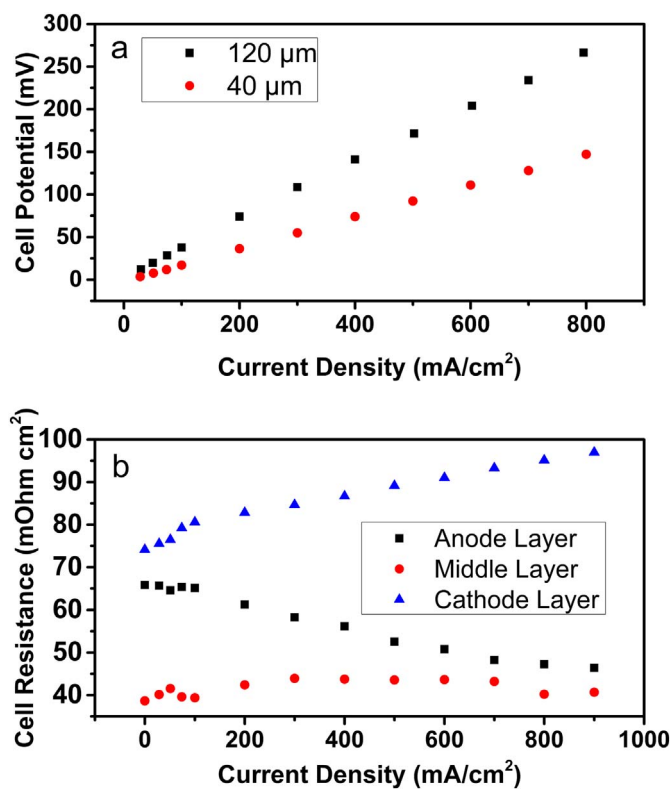 a
120 μm
40 μm
300
250
200
150
100
50
0
Cell Potential (mV)
0 200 400 600 800
Current Density (mA/cm²)
b
Anode Layer
Middle Layer
Cathode Layer
100
90
80
70
60
50
40
Cell Resistance (mOhm cm²)
0 200 400 600 800 1000
Current Density (mA/cm²)